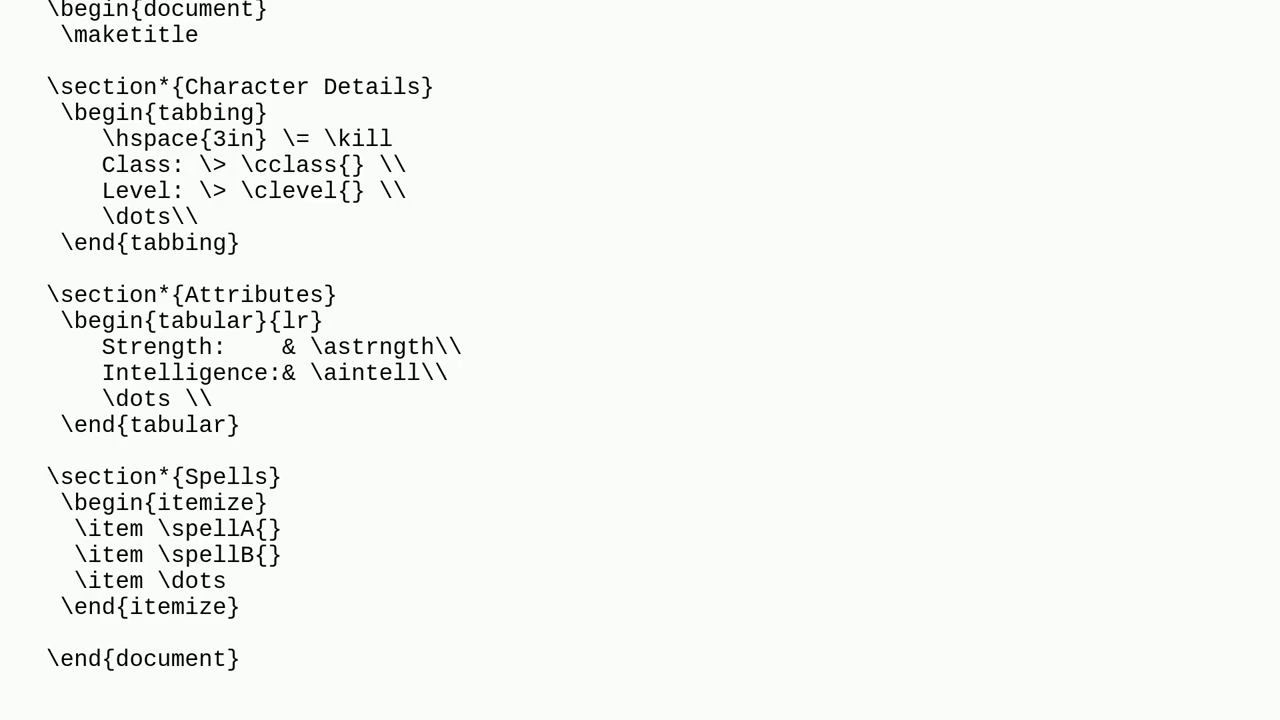 \begin{document}
 \maketitle

\section*{Character Details}
 \begin{tabbing}
    \hspace{3in} \= \kill
    Class: \> \cclass{} \\
    Level: \> \clevel{} \\
    \dots\\
 \end{tabbing}

\section*{Attributes}
 \begin{tabular}{lr}
    Strength:    & \astrngth\\
    Intelligence:& \aintell\\
    \dots \\
 \end{tabular}

\section*{Spells}
 \begin{itemize}
  \item \spellA{}
  \item \spellB{}
  \item \dots
 \end{itemize}

\end{document}